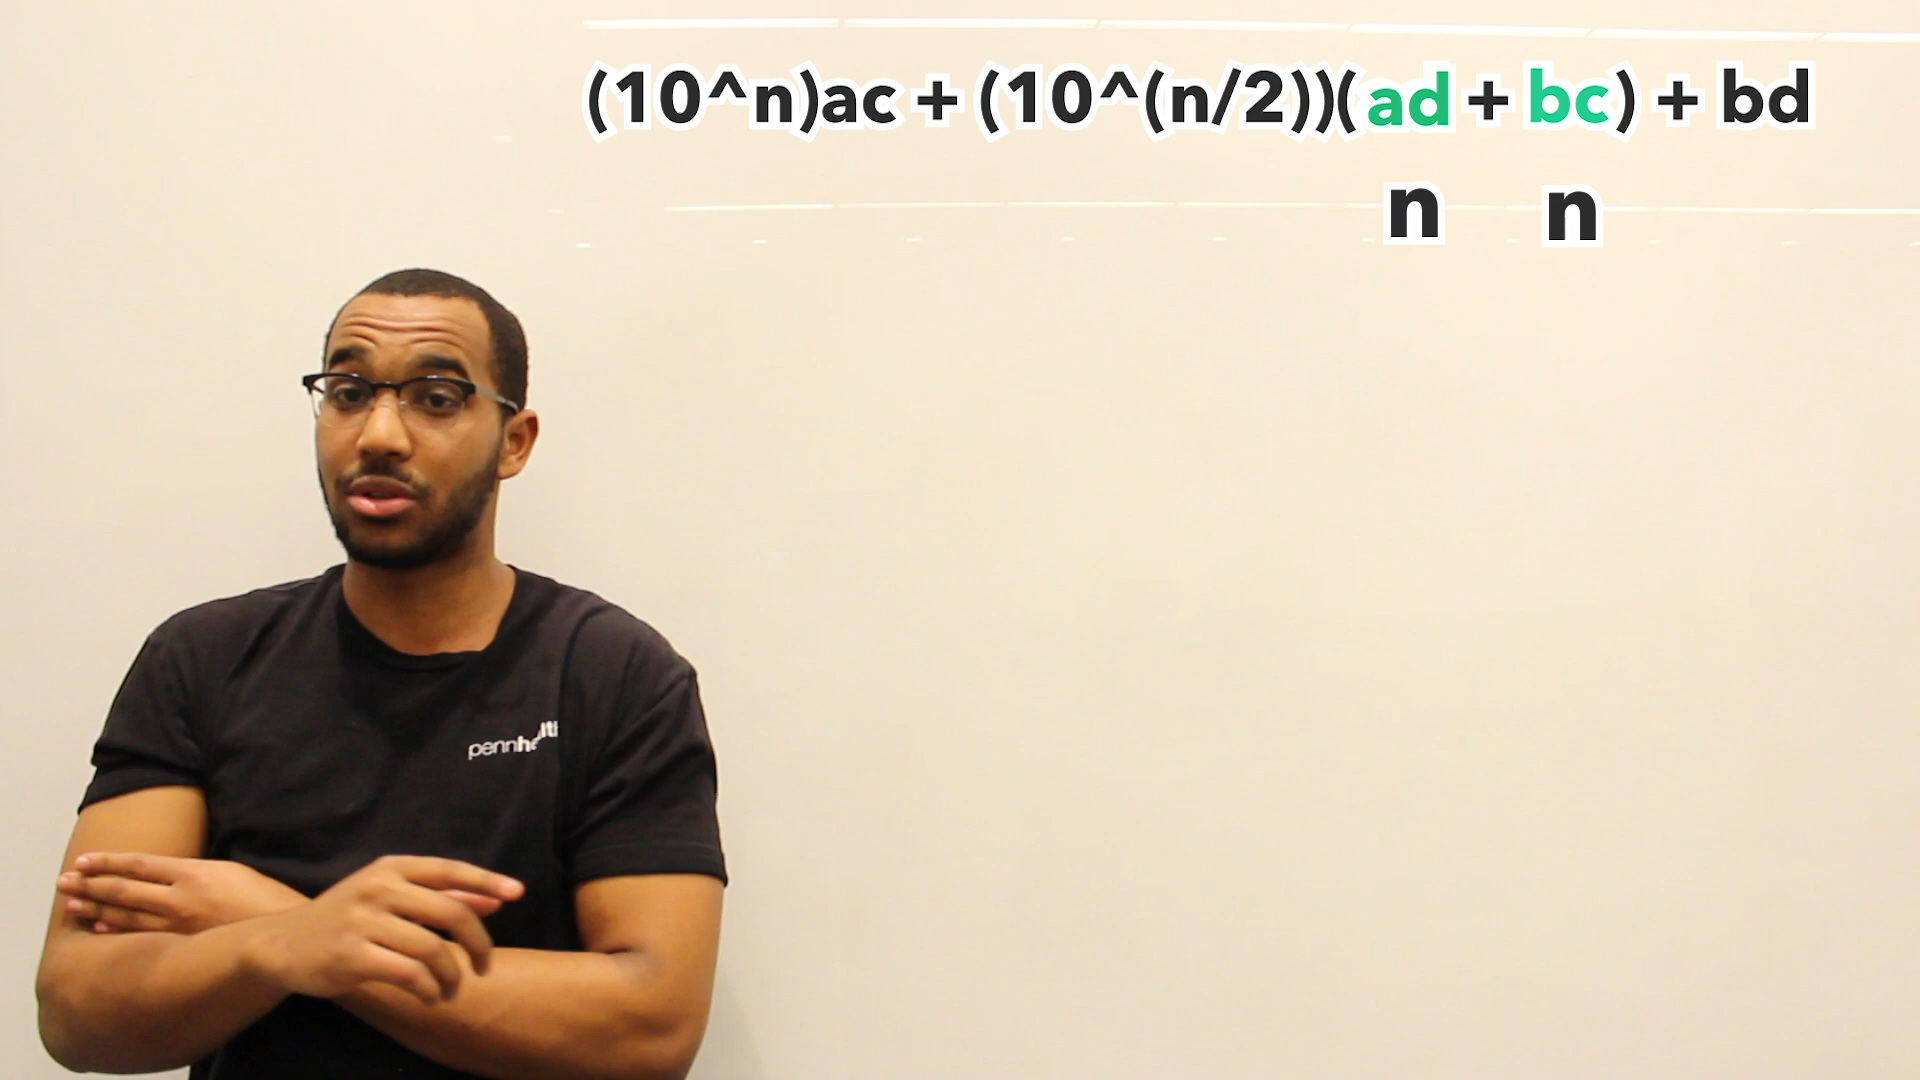 (10^n)ac + (10^(n/2))(ad + bc) + bd
n n